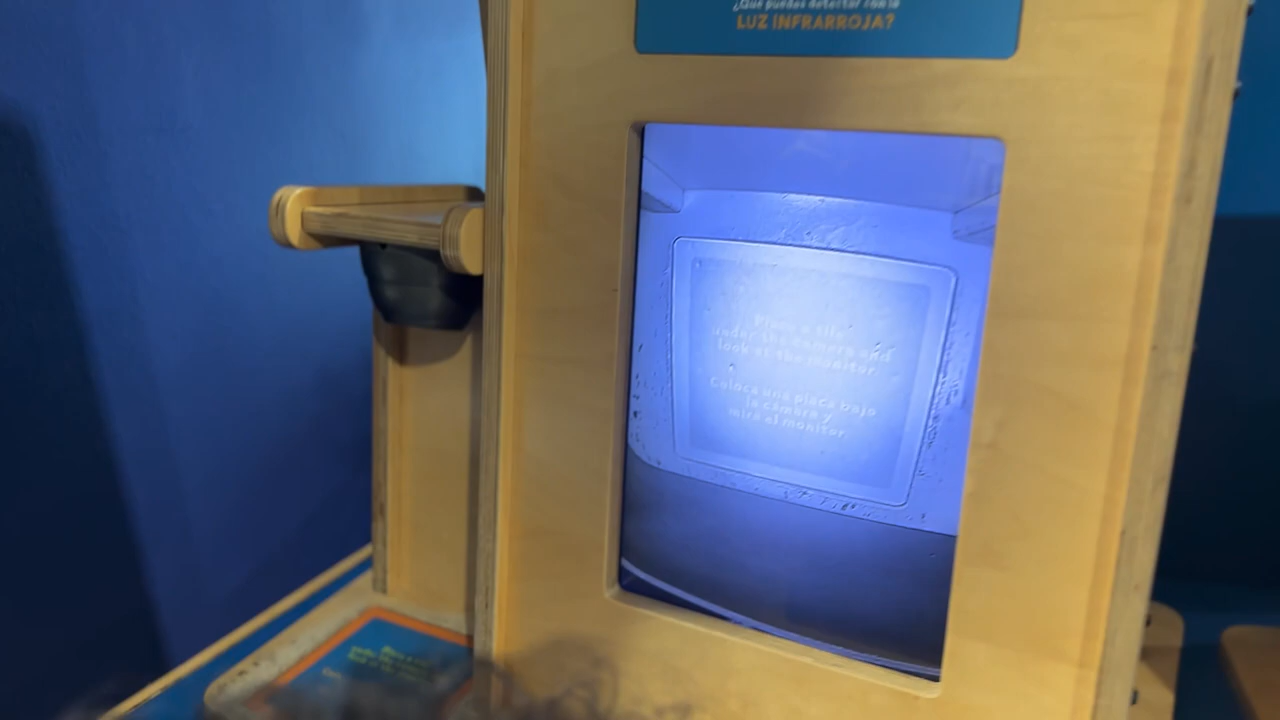 ¿Qué puedes detectar con la
LUZ INFRARROJA?
Place a tile
under the camera and
look at the monitor.
Coloca una placa bajo
la cámara y
mira el monitor.